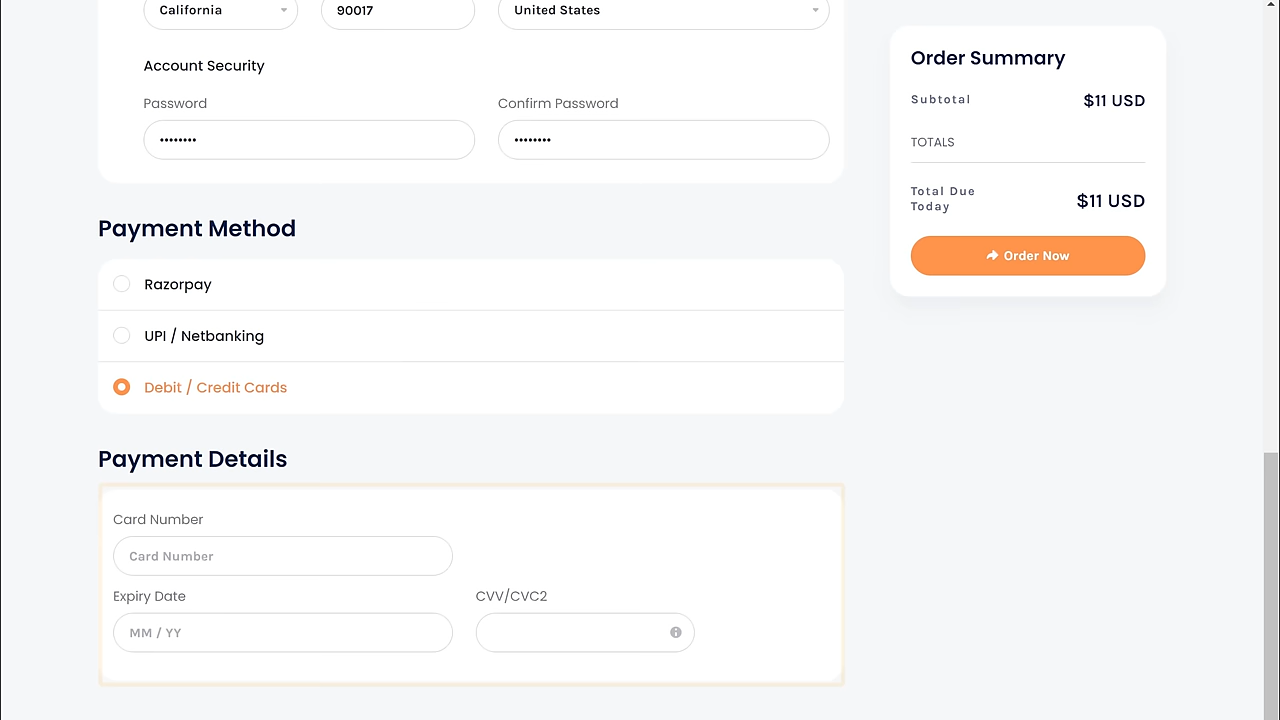 California 90017 United States
Account Security
Password Confirm Password
•••••••• ••••••••
Payment Method
Razorpay
UPI / Netbanking
Debit / Credit Cards
Payment Details
Card Number
Card Number
Expiry Date CVV/CVC2
MM / YY
Order Summary
Subtotal $11 USD
TOTALS
Total Due
Today $11 USD
Order Now